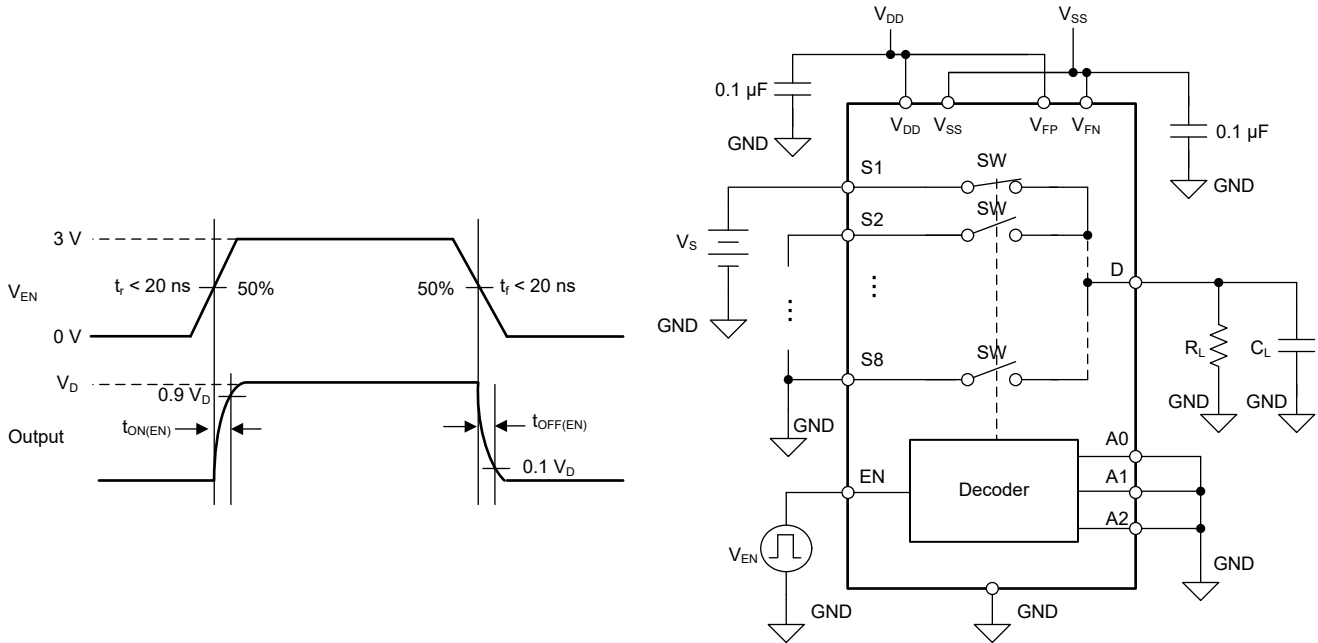 3 V
V_EN
t_r < 20 ns
50%
50%
t_f < 20 ns
0 V
V_D
0.9 V_D
Output
t_ON(EN)
t_OFF(EN)
0.1 V_D
V_DD
V_SS
0.1 µF
GND
V_DD
V_SS
V_FP
V_FN
0.1 µF
GND
S1
SW
S2
SW
V_S
GND
...
...
D
S8
SW
GND
R_L
C_L
GND
GND
EN
Decoder
A0
A1
A2
V_EN
GND
GND
GND